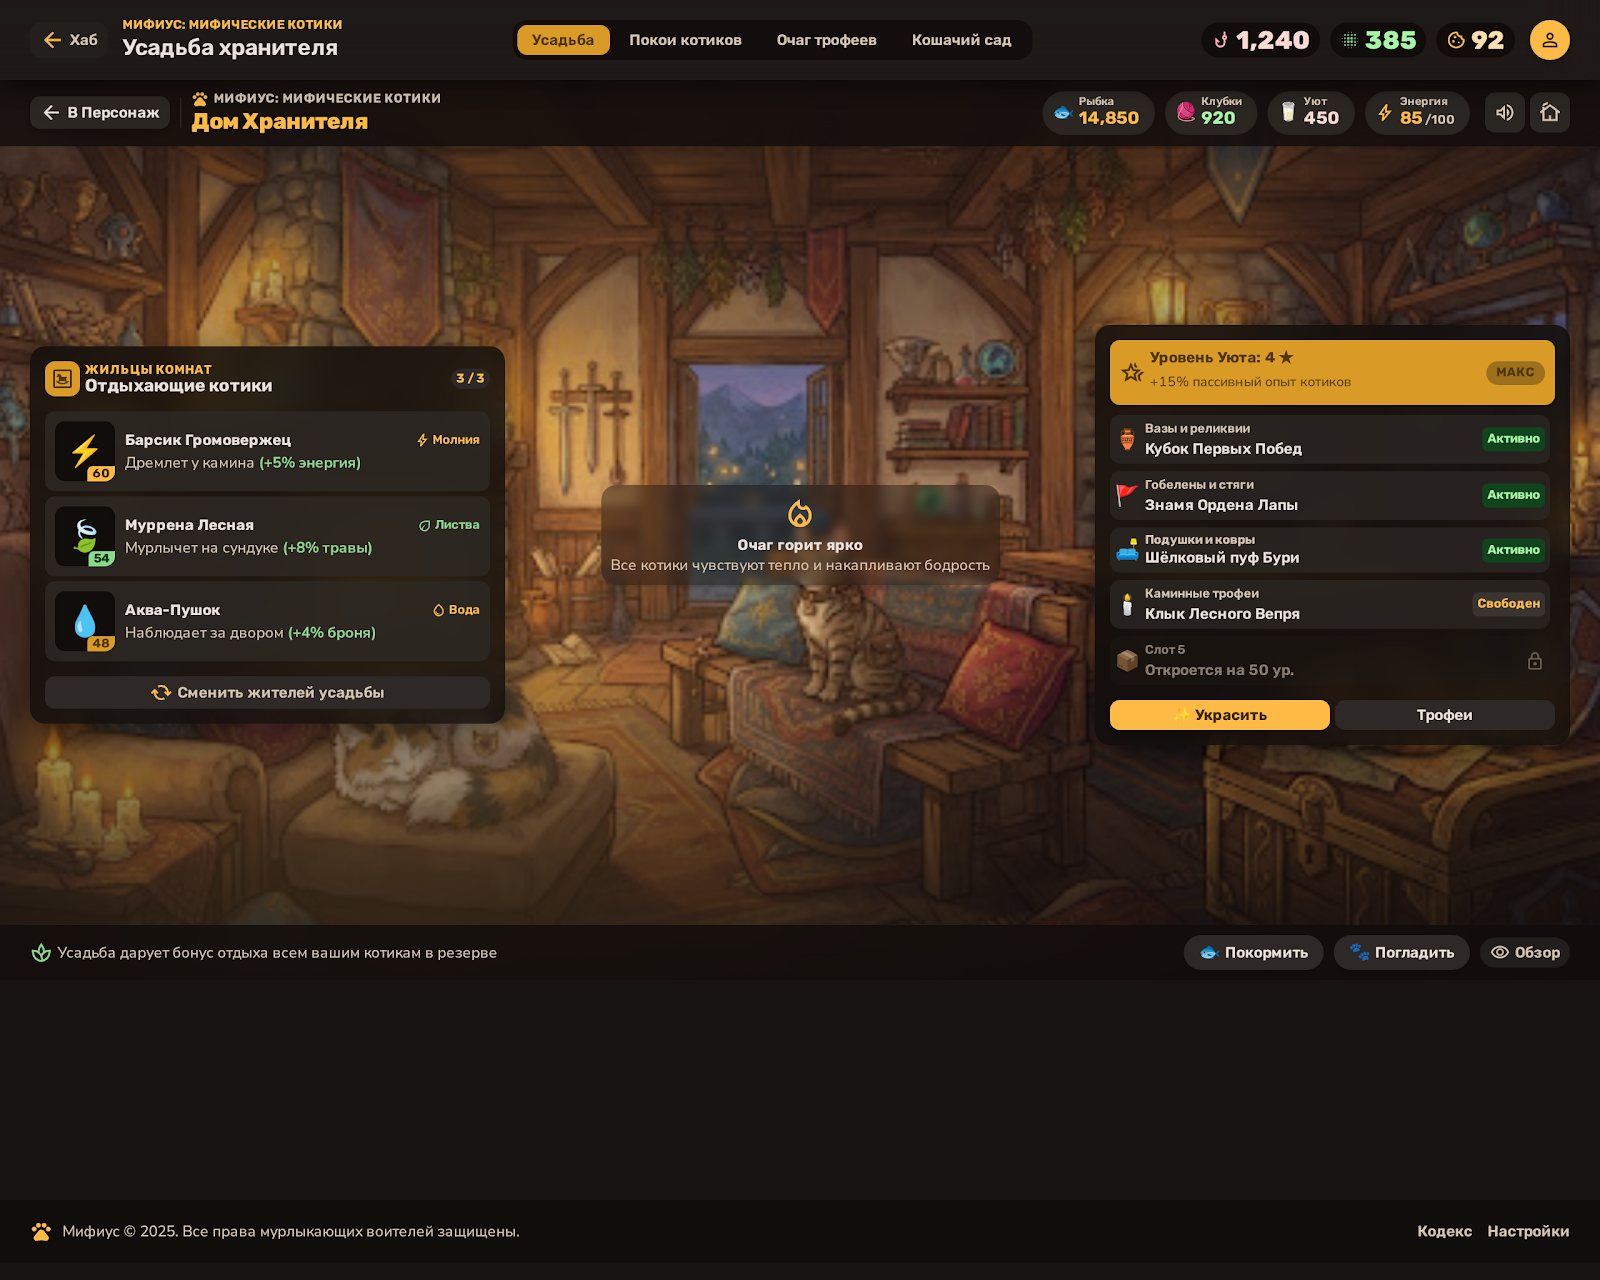 Хаб
МИФИУС: МИФИЧЕСКИЕ КОТИКИ
Усадьба хранителя
Усадьба
Покои котиков
Очаг трофеев
Кошачий сад
1,240
385
92
В Персонаж
МИФИУС: МИФИЧЕСКИЕ КОТИКИ
Дом Хранителя
Рыбка
14,850
Клубки
920
Уют
450
Энергия
85 /100
ЖИЛЬЦЫ КОМНАТ
Отдыхающие котики
3 / 3
Барсик Громовержец
Молния
Дремлет у камина (+5% энергия)
60
Муррена Лесная
Листва
Мурлычет на сундуке (+8% травы)
54
Аква-Пушок
Вода
Наблюдает за двором (+4% броня)
48
Сменить жителей усадьбы
Очаг горит ярко
Все котики чувствуют тепло и накапливают бодрость
Уровень Уюта: 4 ★
+15% пассивный опыт котиков
МАКС
Вазы и реликвии
Кубок Первых Побед
Активно
Гобелены и стяги
Знамя Ордена Лапы
Активно
Подушки и ковры
Шёлковый пуф Бури
Активно
Каминные трофеи
Клык Лесного Вепря
Свободен
Слот 5
Откроется на 50 ур.
Украсить
Трофеи
Усадьба дарует бонус отдыха всем вашим котикам в резерве
Покормить
Погладить
Обзор
Мифиус © 2025. Все права мурлыкающих воителей защищены.
Кодекс
Настройки